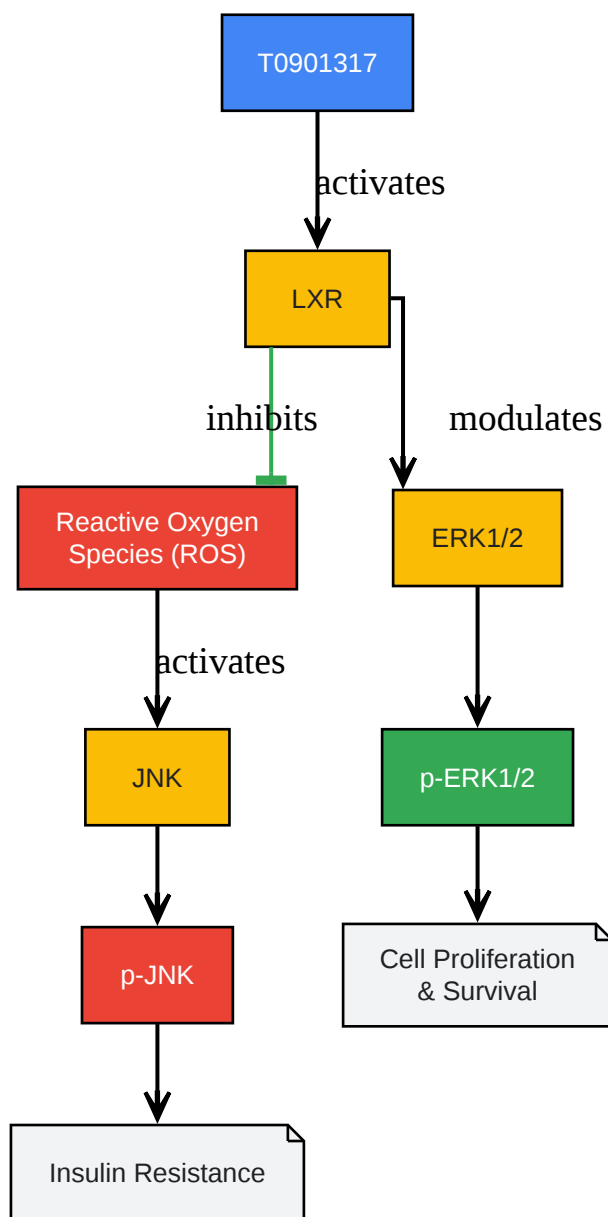 T0901317
activates
LXR
inhibits
modulates
Reactive Oxygen
Species (ROS)
ERK1/2
activates
JNK
p-ERK1/2
p-JNK
Cell Proliferation
& Survival
Insulin Resistance